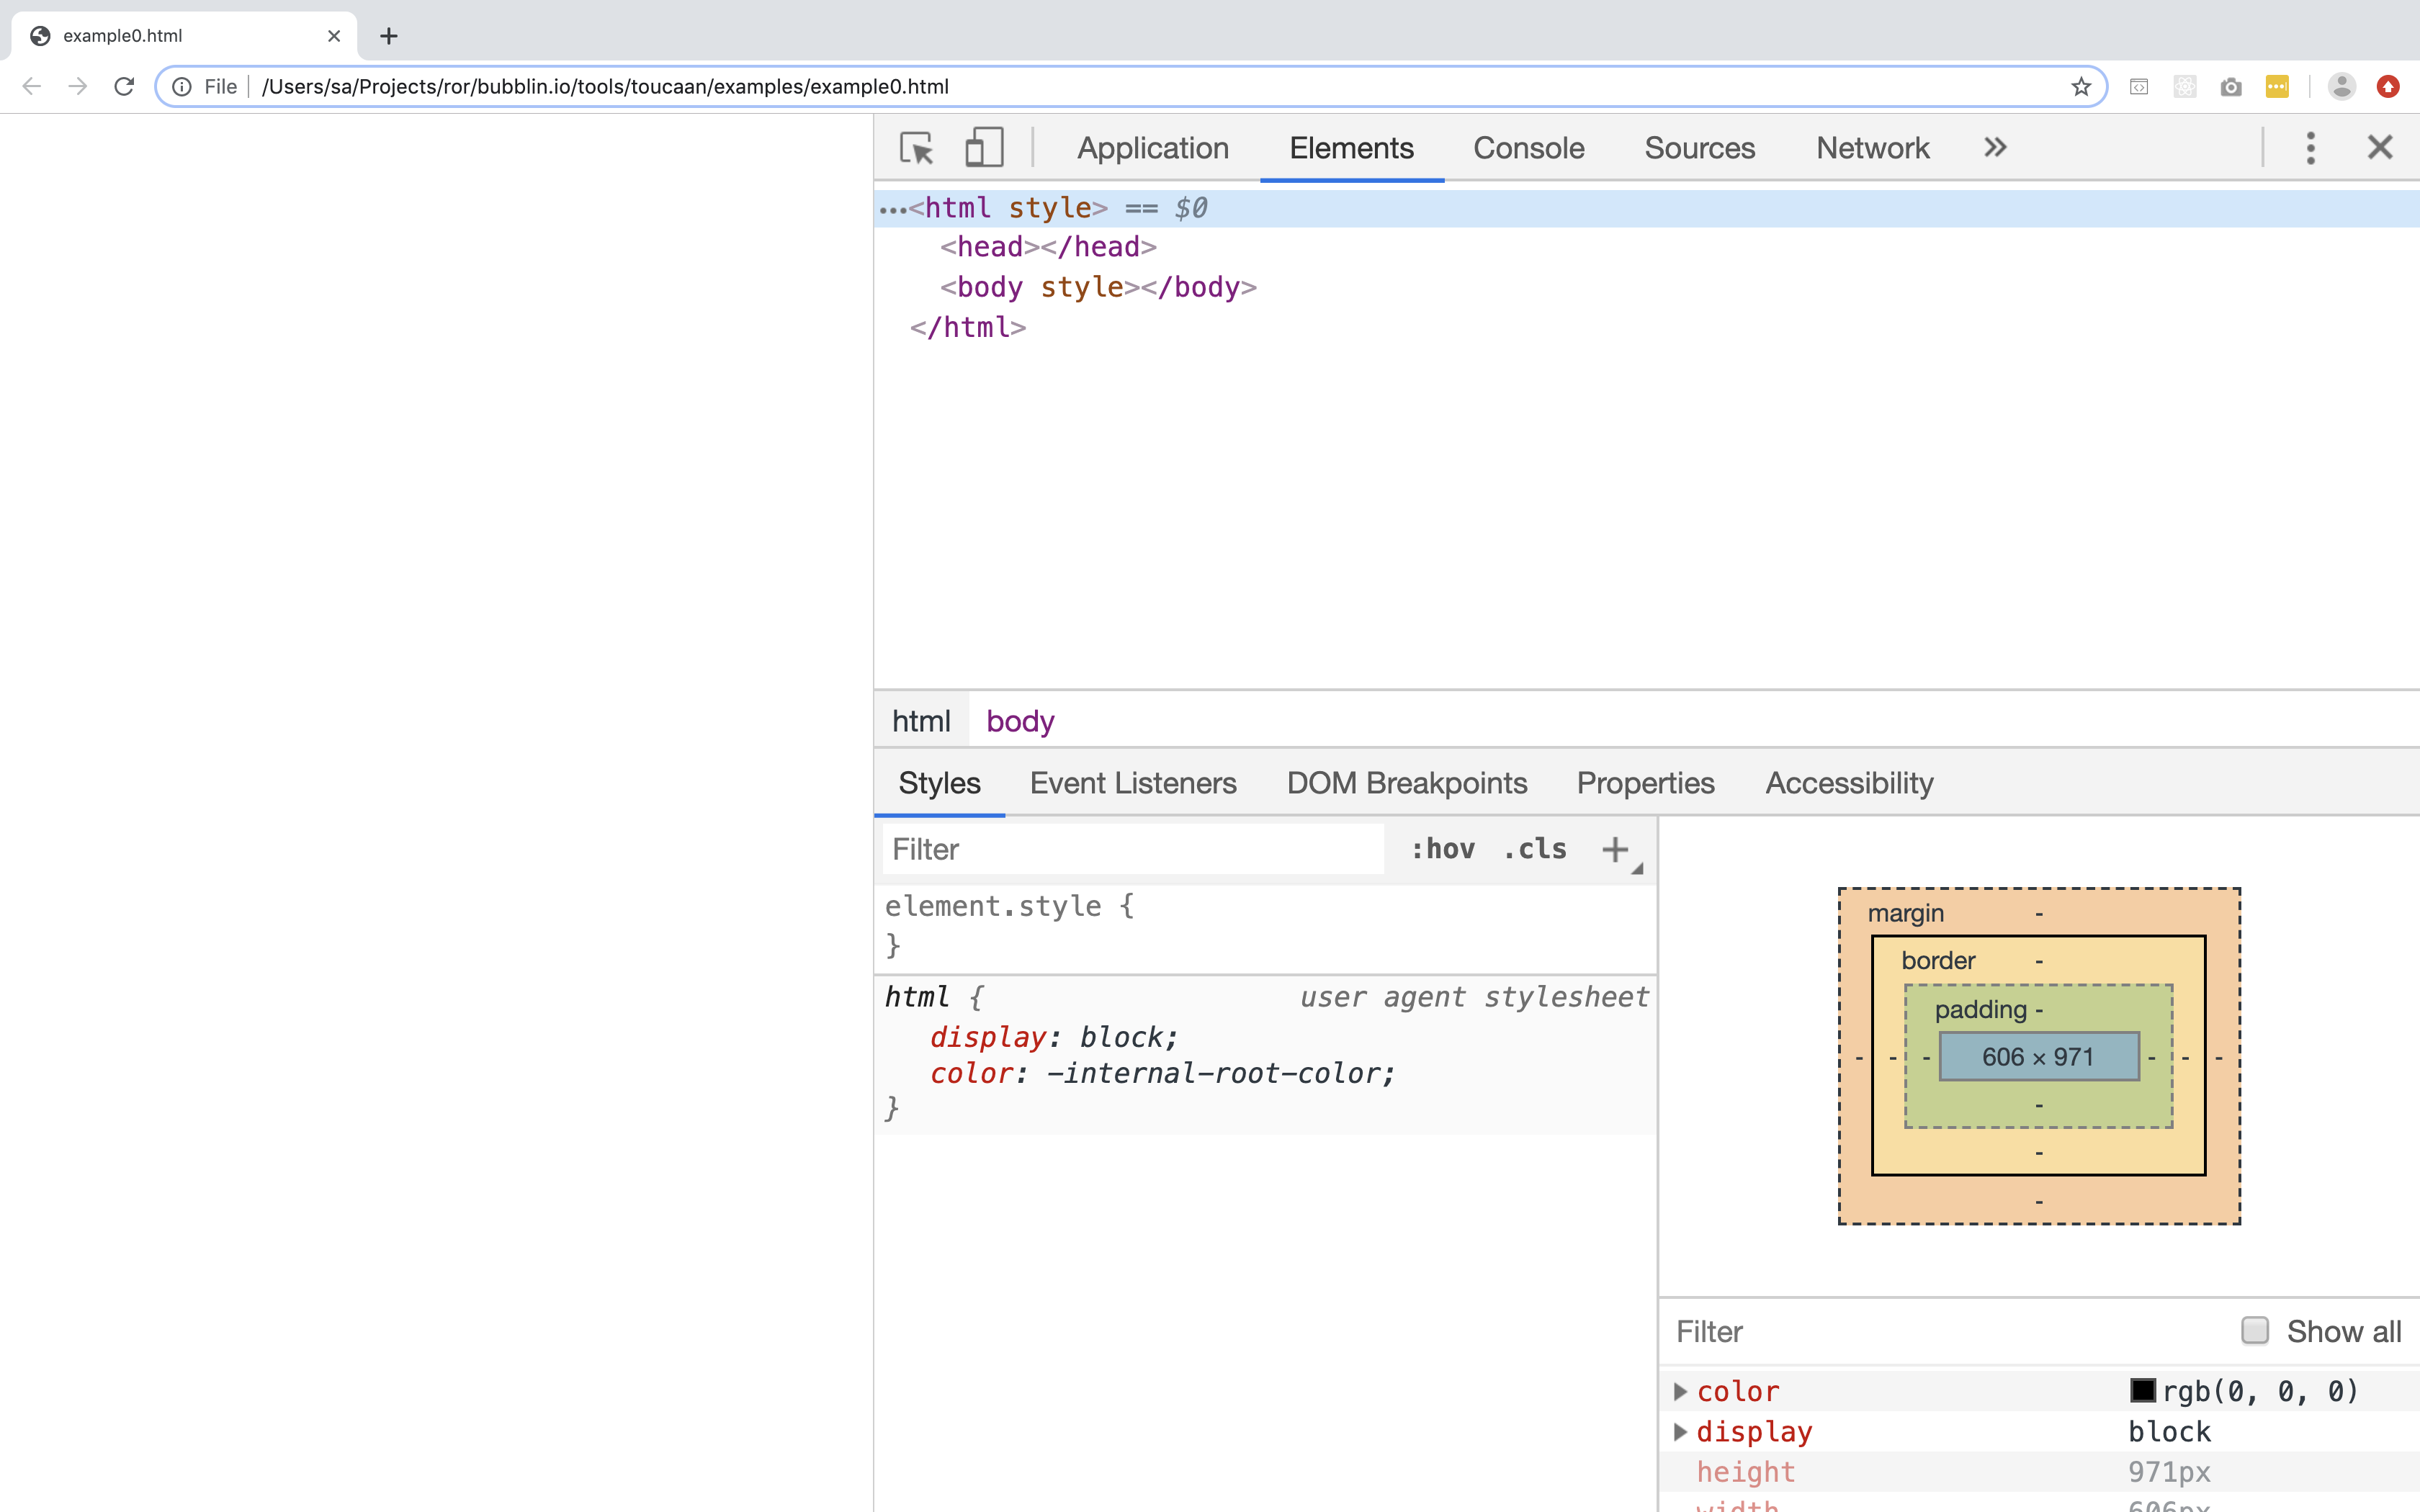 example0.html
File /Users/sa/Projects/ror/bubblin.io/tools/toucaan/examples/example0.html
Application Elements Console Sources Network
…<html style> == $0
<head></head>
<body style></body>
</html>
html body
Styles Event Listeners DOM Breakpoints Properties Accessibility
Filter :hov .cls +
element.style {
}
html { user agent stylesheet
display: block;
color: -internal-root-color;
}
margin -
border -
padding -
- - - 606 × 971 - - -
-
-
-
Filter Show all
color rgb(0, 0, 0)
display block
height 971px
width 606px